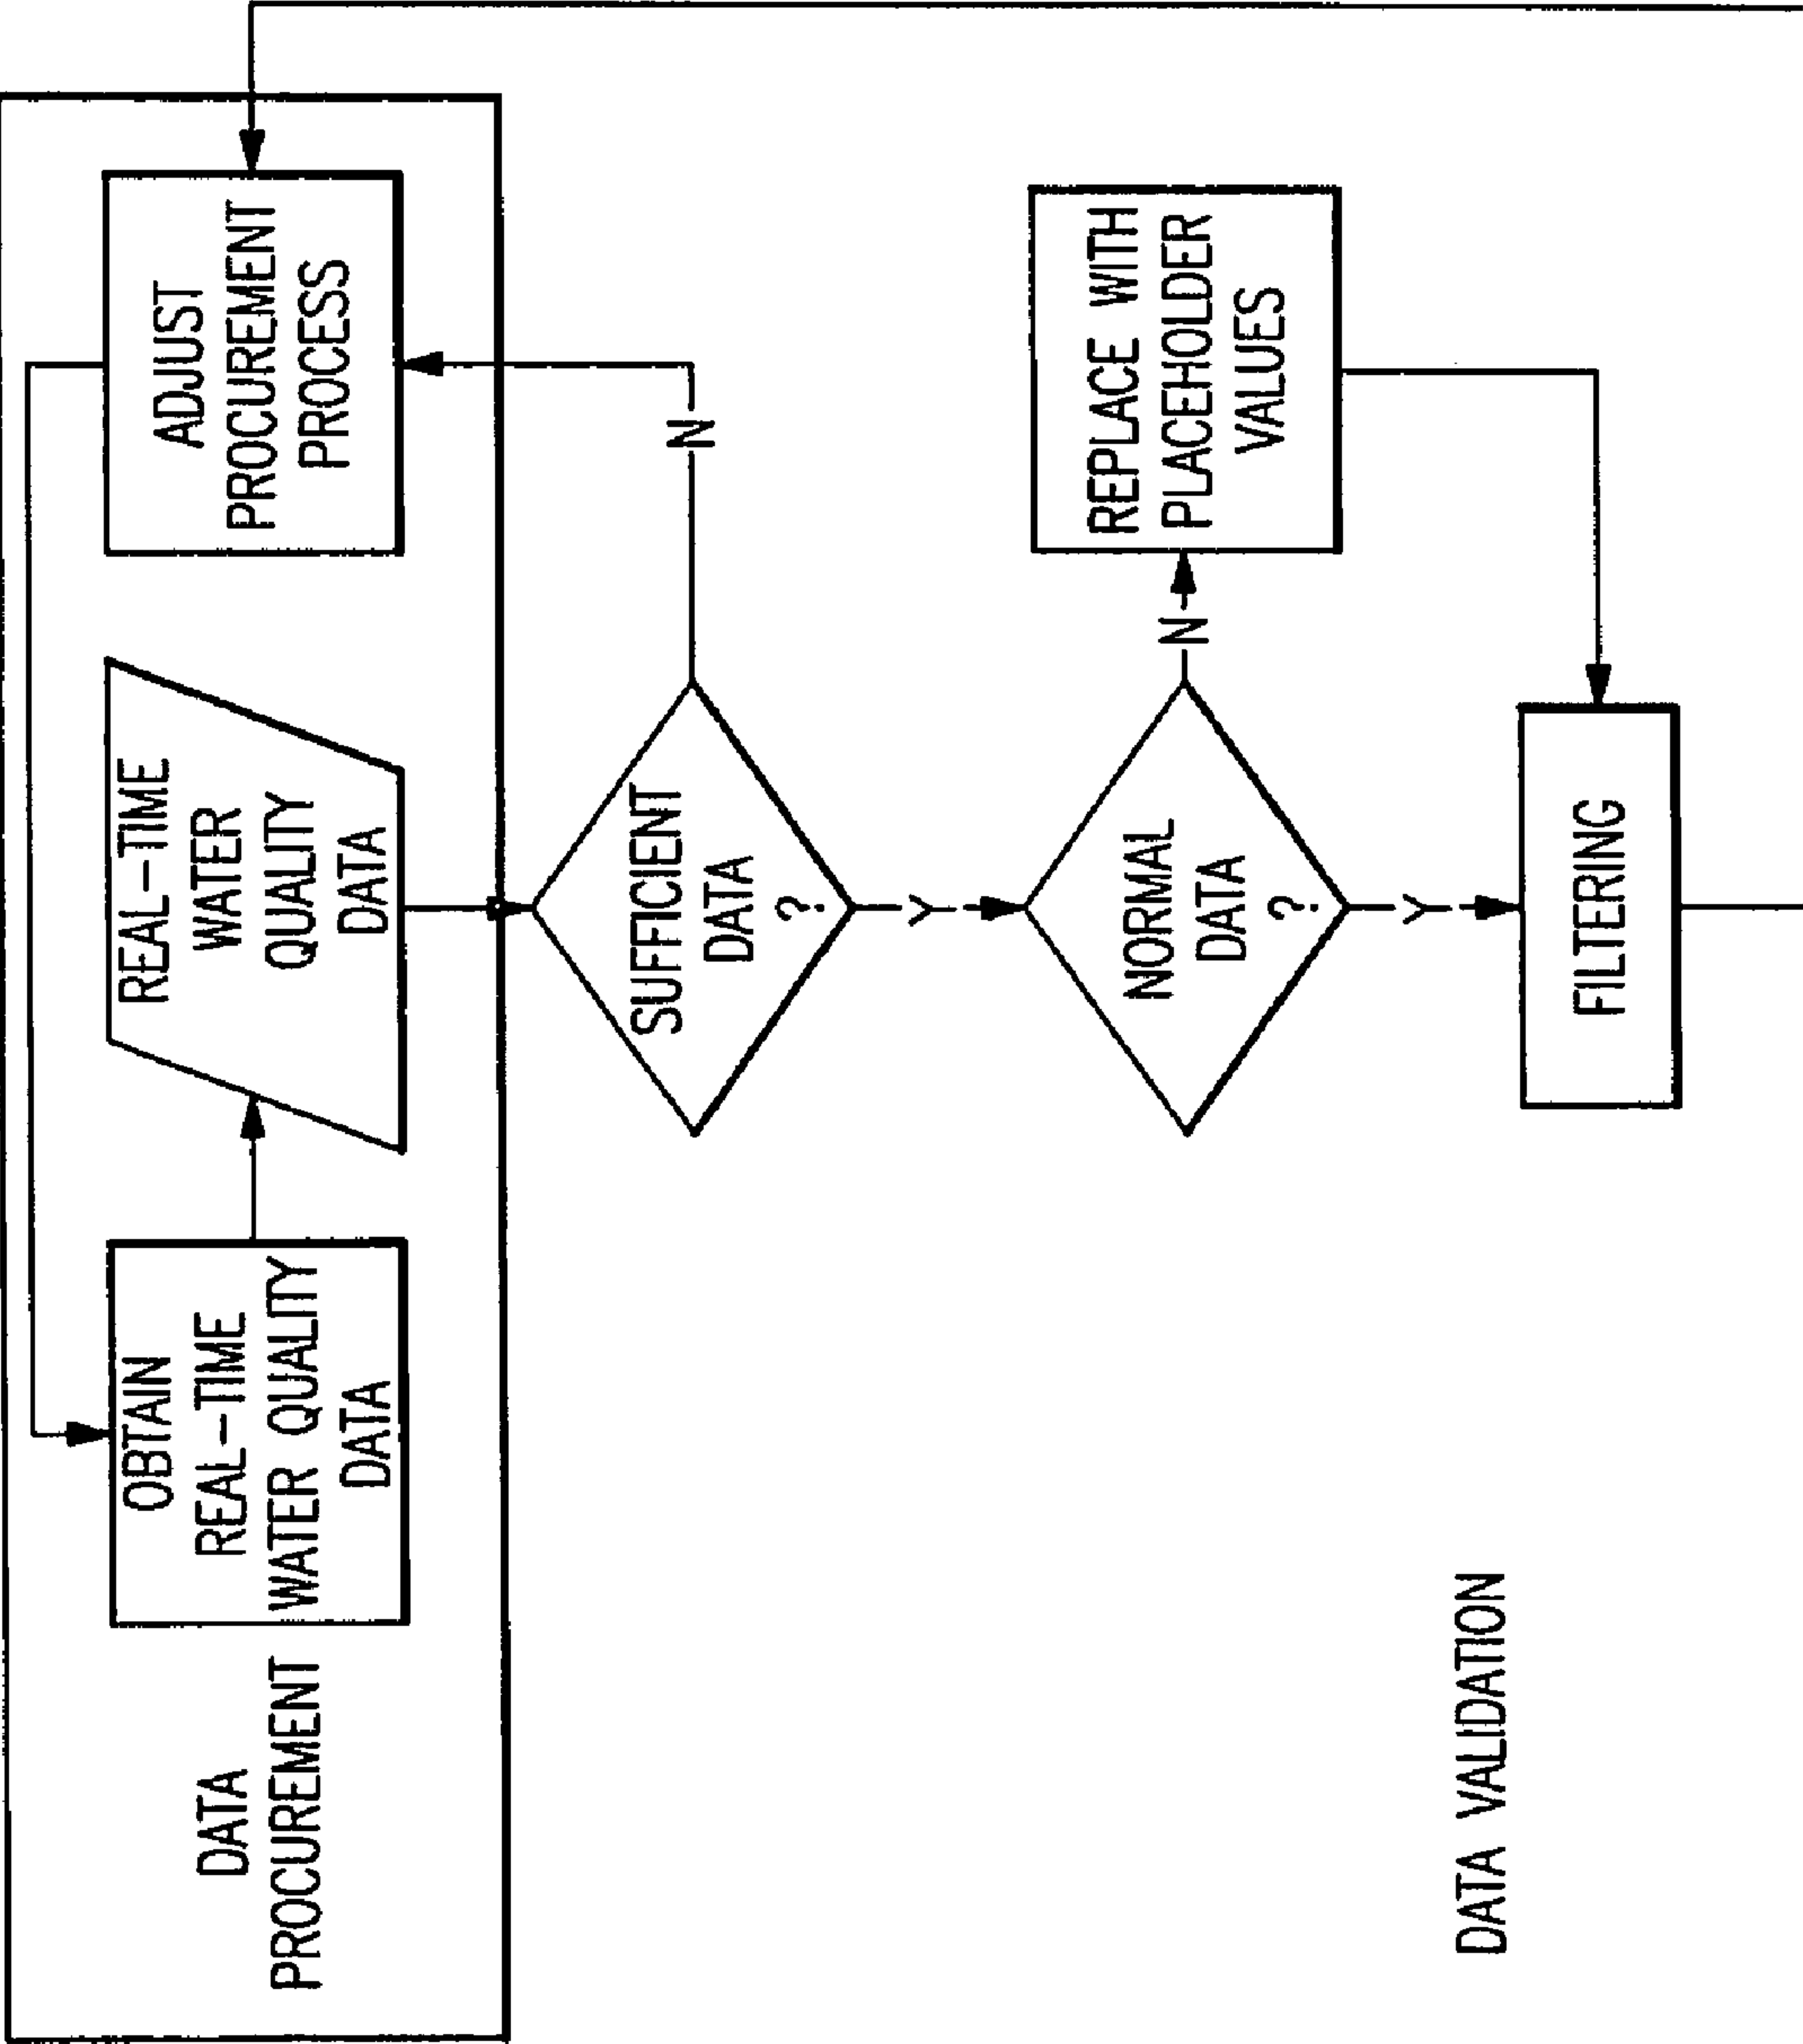 DATA
PROCUREMENT
OBTAIN
REAL-TIME
WATER QUALITY
DATA
REAL-TIME
WATER
QUALITY
DATA
ADJUST
PROCUREMENT
PROCESS
SUFFICIENT
DATA
?
N
Y
NORMAL
DATA
?
N
REPLACE WITH
PLACEHOLDER
VALUES
Y
DATA VALIDATION
FILTERING